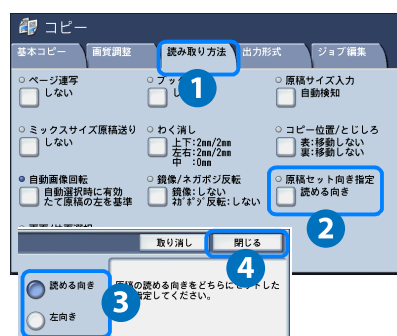 コピー
基本コピー 画質調整 読み取り方法 出力形式 ジョブ編集
1
ページ連写
しない
原稿サイズ入力
自動検知
ミックスサイズ原稿送り
しない
わく消し
上下:2mm/2mm
左右:2mm/2mm
中 :0mm
コピー位置/とじしろ
表:移動しない
裏:移動しない
自動画像回転
自動選択時に有効
たて原稿の左を基準
鏡像/ネガポジ反転
鏡像:しない
ネガポジ反転:しない
原稿セット向き指定
読める向き
2
取り消し 閉じる
4
読める向き
左向き
3
の読める向きをどちらに
した
指定してください。